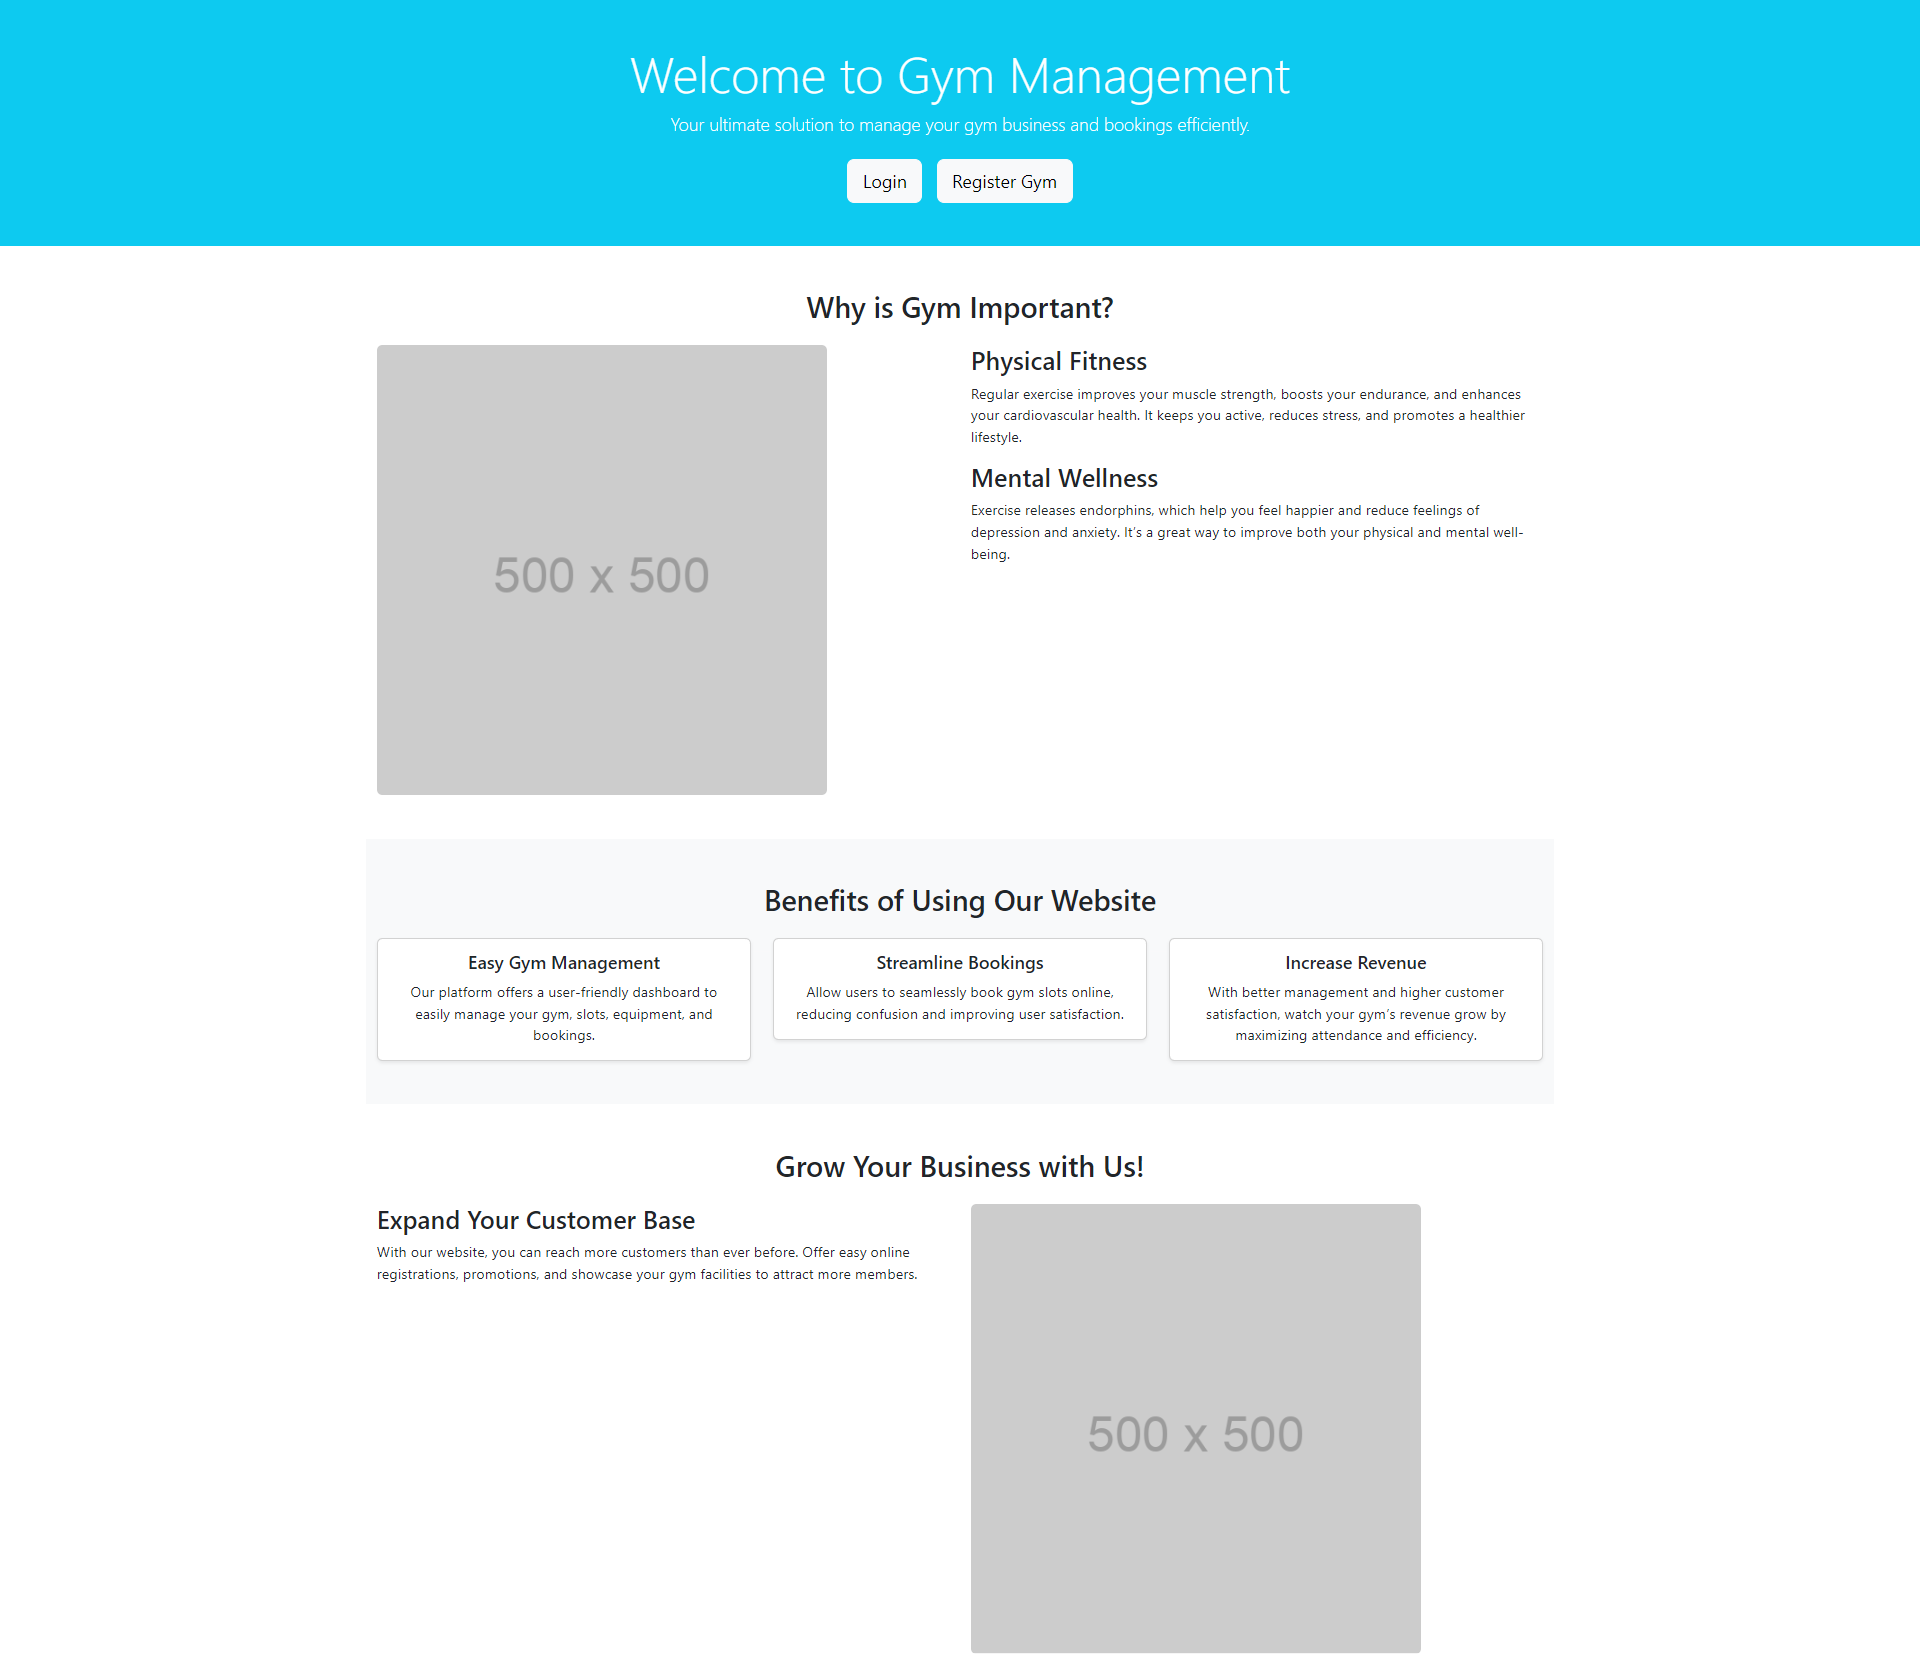 Welcome to Gym Management
Your ultimate solution to manage your gym business and bookings efficiently.
Login
Register Gym
Why is Gym Important?
500 x 500
Physical Fitness
Regular exercise improves your muscle strength, boosts your endurance, and enhances
your cardiovascular health. It keeps you active, reduces stress, and promotes a healthier
lifestyle.
Mental Wellness
Exercise releases endorphins, which help you feel happier and reduce feelings of
depression and anxiety. It's a great way to improve both your physical and mental well-
being.
Benefits of Using Our Website
Easy Gym Management
Our platform offers a user-friendly dashboard to
easily manage your gym, slots, equipment, and
bookings.
Streamline Bookings
Allow users to seamlessly book gym slots online,
reducing confusion and improving user satisfaction.
Increase Revenue
With better management and higher customer
satisfaction, watch your gym's revenue grow by
maximizing attendance and efficiency.
Grow Your Business with Us!
Expand Your Customer Base
With our website, you can reach more customers than ever before. Offer easy online
registrations, promotions, and showcase your gym facilities to attract more members.
500 x 500